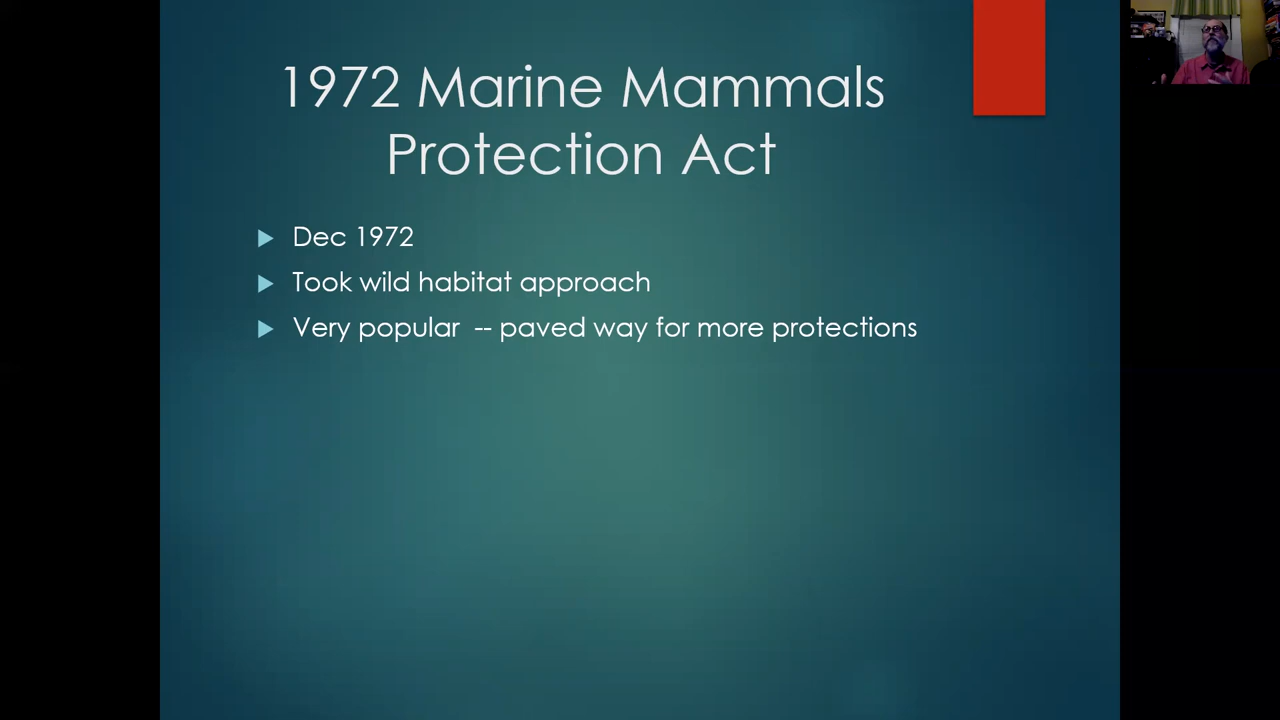 1972 Marine Mammals
Protection Act
Dec 1972
Took wild habitat approach
Very popular -- paved way for more protections